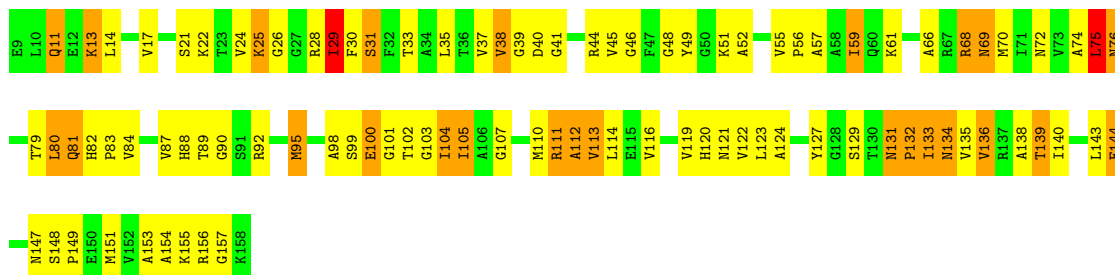 E9 L10 Q11 E12 K13 L14 V17 S21 K22 T23 V24 K25 G26 G27 R28 I29 F30 S31 F32 T33 A34 L35 T36 V37 V38 G39 D40 G41 R44 V45 G46 F47 G48 Y49 G50 K51 A52 V55 P56 A57 A58 I59 Q60 K61 A66 R67 R68 N69 M70 I71 N72 V73 A74 L75 N76
T79 L80 Q81 H82 P83 V84 V87 H88 T89 G90 S91 R92 M95 A98 S99 E100 G101 T102 G103 I104 I105 A106 G107 M110 R111 A112 V113 L114 E115 V116 V119 H120 N121 V122 L123 A124 Y127 G128 S129 T130 N131 P132 I133 N134 V135 V136 R137 A138 T139 I140 L143
N147 S148 P149 E150 M151 V152 A153 A154 K155 R156 G157 K158